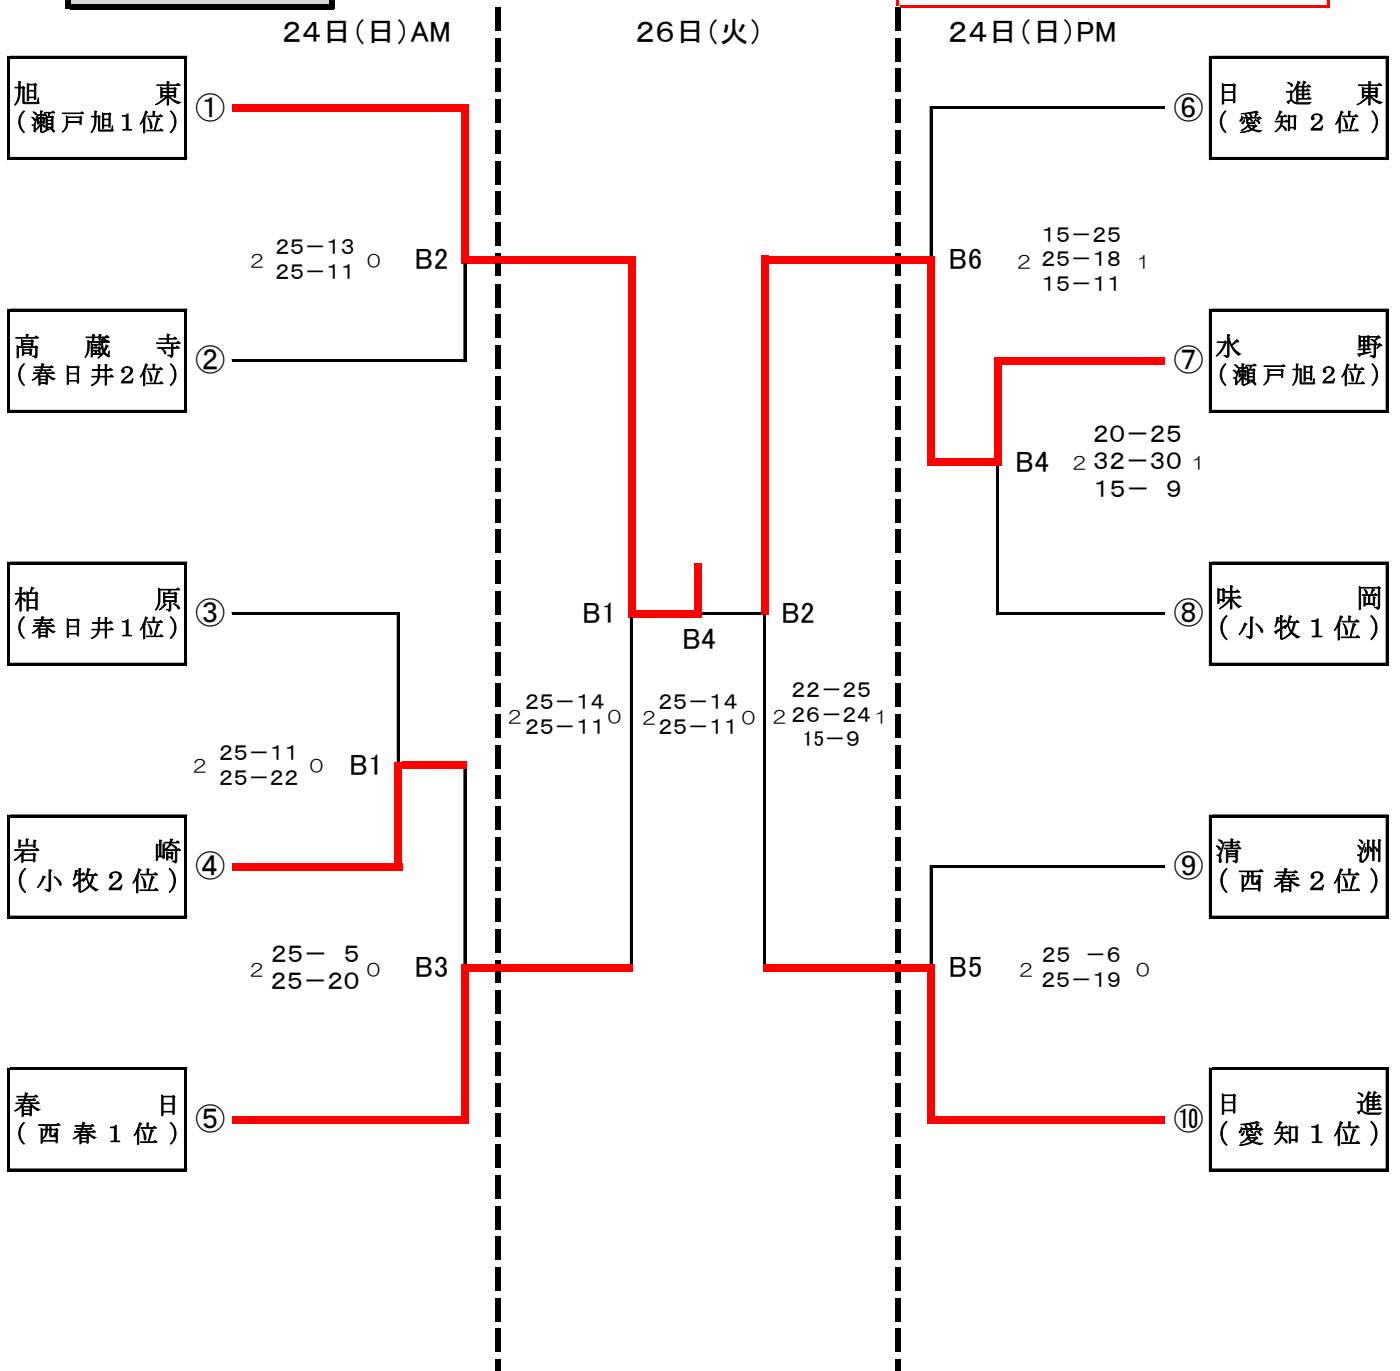 24日(日)AM
26日(火)
24日(日)PM
旭 東
(瀬戸旭1位)
①
2 25－13 0
25－11
B2
高 蔵 寺
(春日井2位)
②
柏 原
(春日井1位)
③
2 25－11 0
25－22
B1
岩 崎
(小牧2位)
④
2 25－ 5 0
25－20
B3
春 日
(西春1位)
⑤
B1
B4
B2
2 25－14 0
25－11
2 25－14 0
25－11
22－25
2 26－24 1
15－9
⑥
日 進 東
(愛知2位)
B6
15－25
2 25－18 1
15－11
⑦
水 野
(瀬戸旭2位)
B4
20－25
2 32－30 1
15－ 9
⑧
味 岡
(小牧1位)
⑨
清 洲
(西春2位)
B5
2 25 －6 0
25－19
⑩
日 進
(愛知1位)